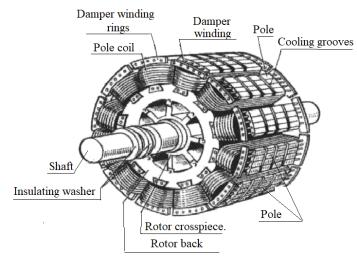 Damper winding
rings
Damper
winding
Pole
Pole coil
Cooling grooves
Shaft
Insulating washer
Rotor crosspiece.
Rotor back
Pole